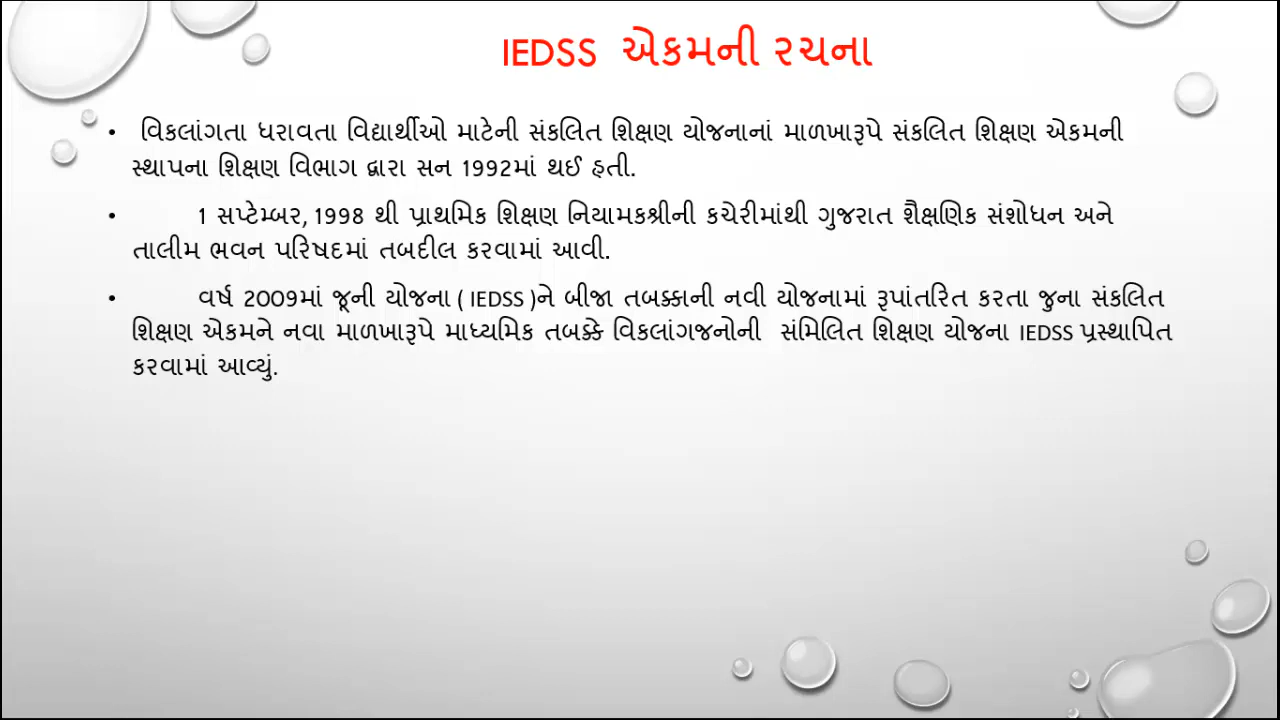 IEDSS એકમની રચના
• વિકલાંગતા ધરાવતા વિદ્યાર્થીઓ માટેની સંકલિત શિક્ષણ યોજનાનાં માળખારૂપે સંકલિત શિક્ષણ એકમની
સ્થાપના શિક્ષણ વિભાગ દ્વારા સન 1992માં થઈ હતી.
• 1 સપ્ટેમ્બર, 1998 થી પ્રાથમિક શિક્ષણ નિયામકશ્રીની કચેરીમાંથી ગુજરાત શૈક્ષણિક સંશોધન અને
તાલીમ ભવન પરિષદમાં તબદીલ કરવામાં આવી.
• વર્ષ 2009માં જૂની યોજના ( IEDSS )ને બીજા તબક્કાની નવી યોજનામાં રૂપાંતરિત કરતા જુના સંકલિત
શિક્ષણ એકમને નવા માળખારૂપે માધ્યમિક તબક્કે વિકલાંગજનોની સંમિલિત શિક્ષણ યોજના IEDSS પ્રસ્થાપિત
કરવામાં આવ્યું.